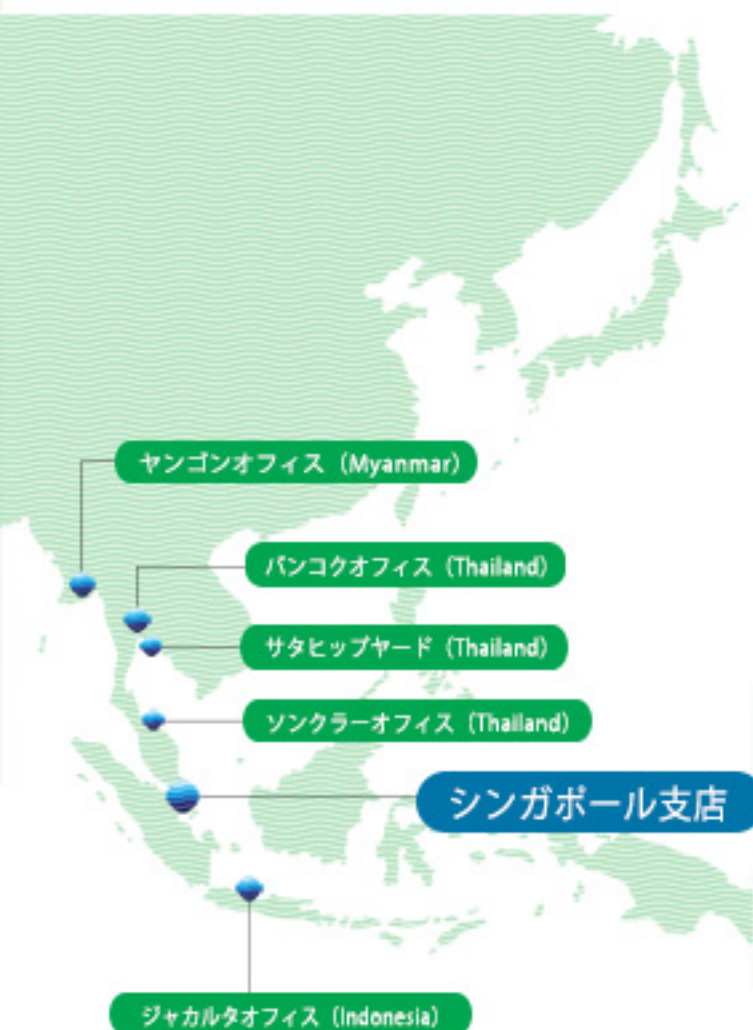 ヤンゴンオフィス（Myanmar）
バンコクオフィス（Thailand）
サタヒップヤード（Thailand）
ソンクラーオフィス（Thailand）
シンガポール支店
ジャカルタオフィス（Indonesia）